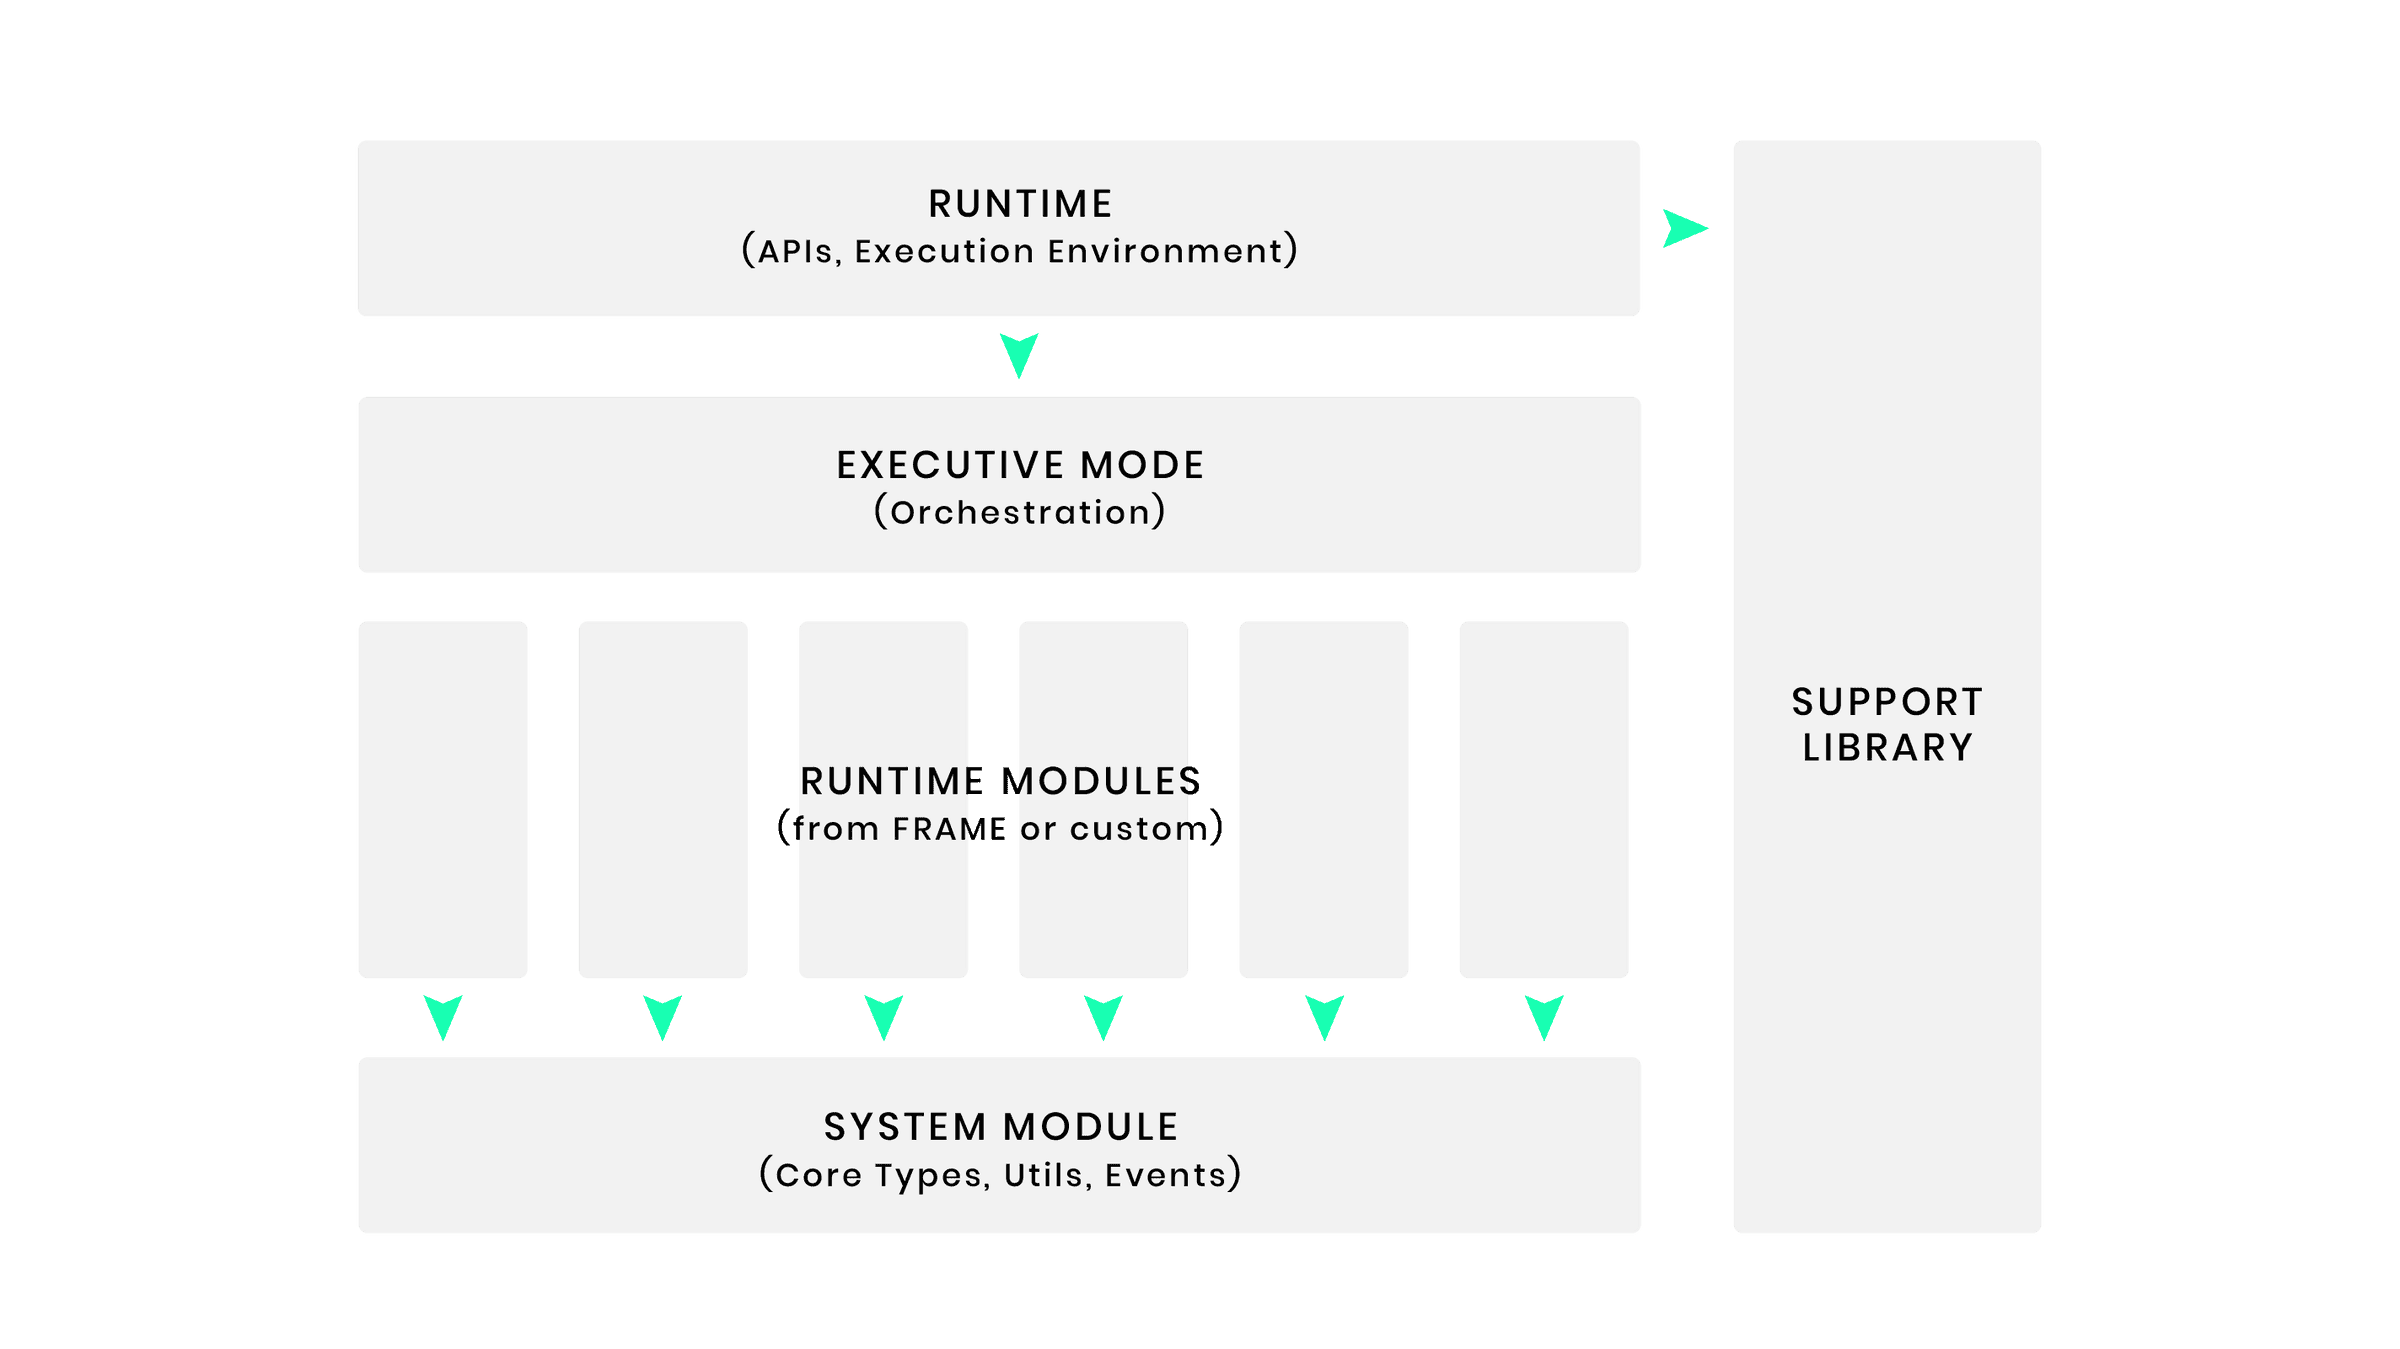 RUNTIME
(APIs, Execution Environment)
EXECUTIVE MODE
(Orchestration)
RUNTIME MODULES
(from FRAME or custom)
SYSTEM MODULE
(Core Types, Utils, Events)
SUPPORT
LIBRARY